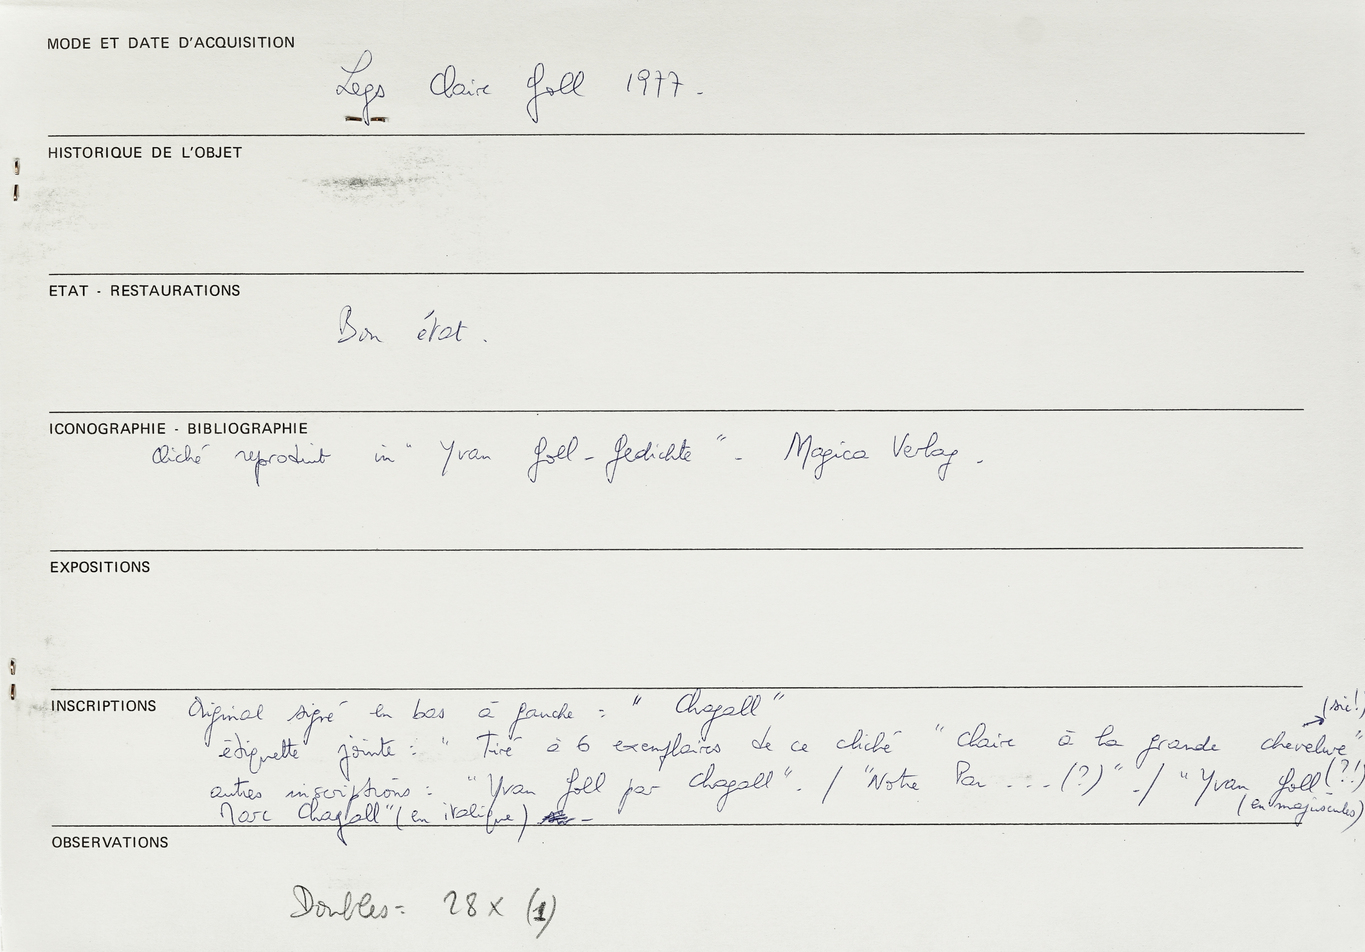 MODE ET DATE D'ACQUISITION
Legs Claire Goll 1977.
HISTORIQUE DE L'OBJET
ETAT - RESTAURATIONS
Bon état.
ICONOGRAPHIE - BIBLIOGRAPHIE
Cliché reproduit in "Yvan Goll - Gedichte" - Magica Verlag.
EXPOSITIONS
INSCRIPTIONS Original signé en bas à gauche : "Chagall"
(sic!)
étiquette jointe : "Tiré à 6 exemplaires de ce cliché "Claire à la grande chevelure"
autres inscriptions : "Yvan Goll par Chagall". / "Notre Par ... (?)" - / "Yvan Goll (?!)
Marc Chagall" (en italique) - (en majuscules)
OBSERVATIONS
Doubles = 28 x (1)